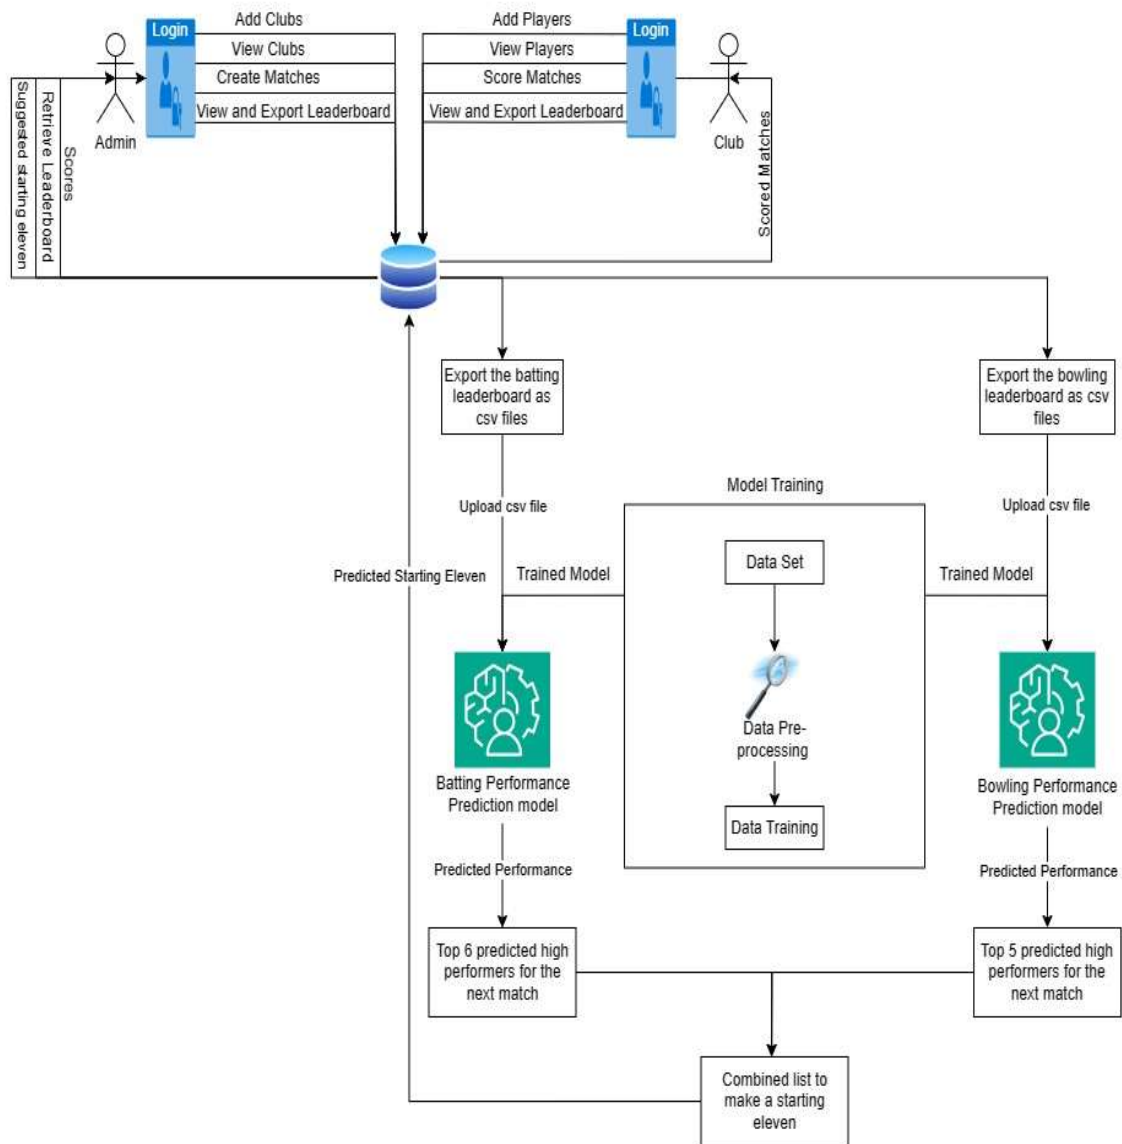 Add Clubs
Add Players
Login
Login
View Clubs
View Players
Create Matches
Score Matches
View and Export Leaderboard
View and Export Leaderboard
Admin
Club
Suggested starting eleven
Retrieve Leaderboard
Scores
Scored Matches
Export the batting
leaderboard as
csv files
Export the bowling
leaderboard as csv
files
Model Training
Upload csv file
Upload csv file
Data Set
Predicted Starting Eleven
Trained Model
Trained Model
Data Pre-
processing
Batting Performance
Prediction model
Bowling Performance
Prediction model
Data Training
Predicted Performance
Predicted Performance
Top 6 predicted high
performers for the
next match
Top 5 predicted high
performers for the
next match
Combined list to
make a starting
eleven